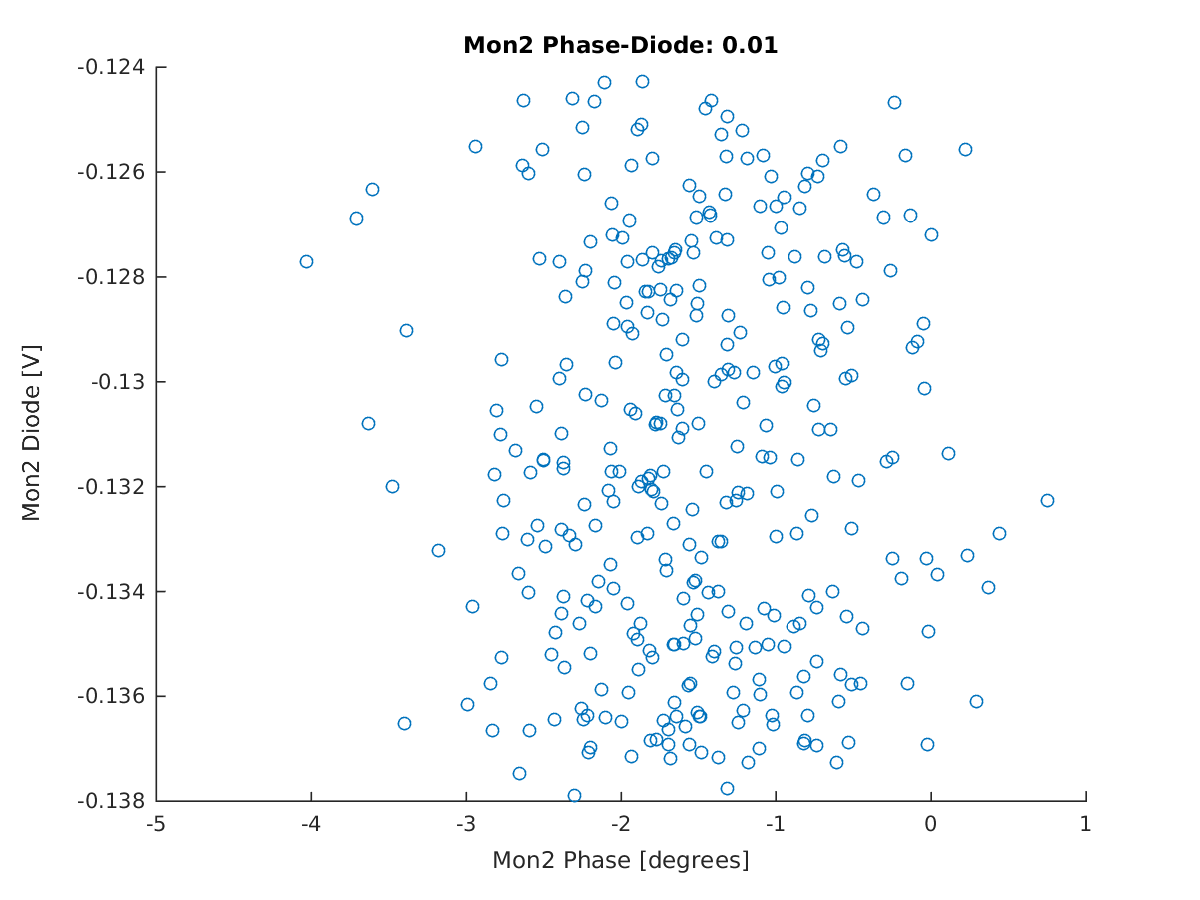 Mon2 Phase-Diode: 0.01
-0.124
-0.126
-0.128
-0.13
-0.132
-0.134
-0.136
-0.138
Mon2 Diode [V]
-5 -4 -3 -2 -1 0 1
Mon2 Phase [degrees]